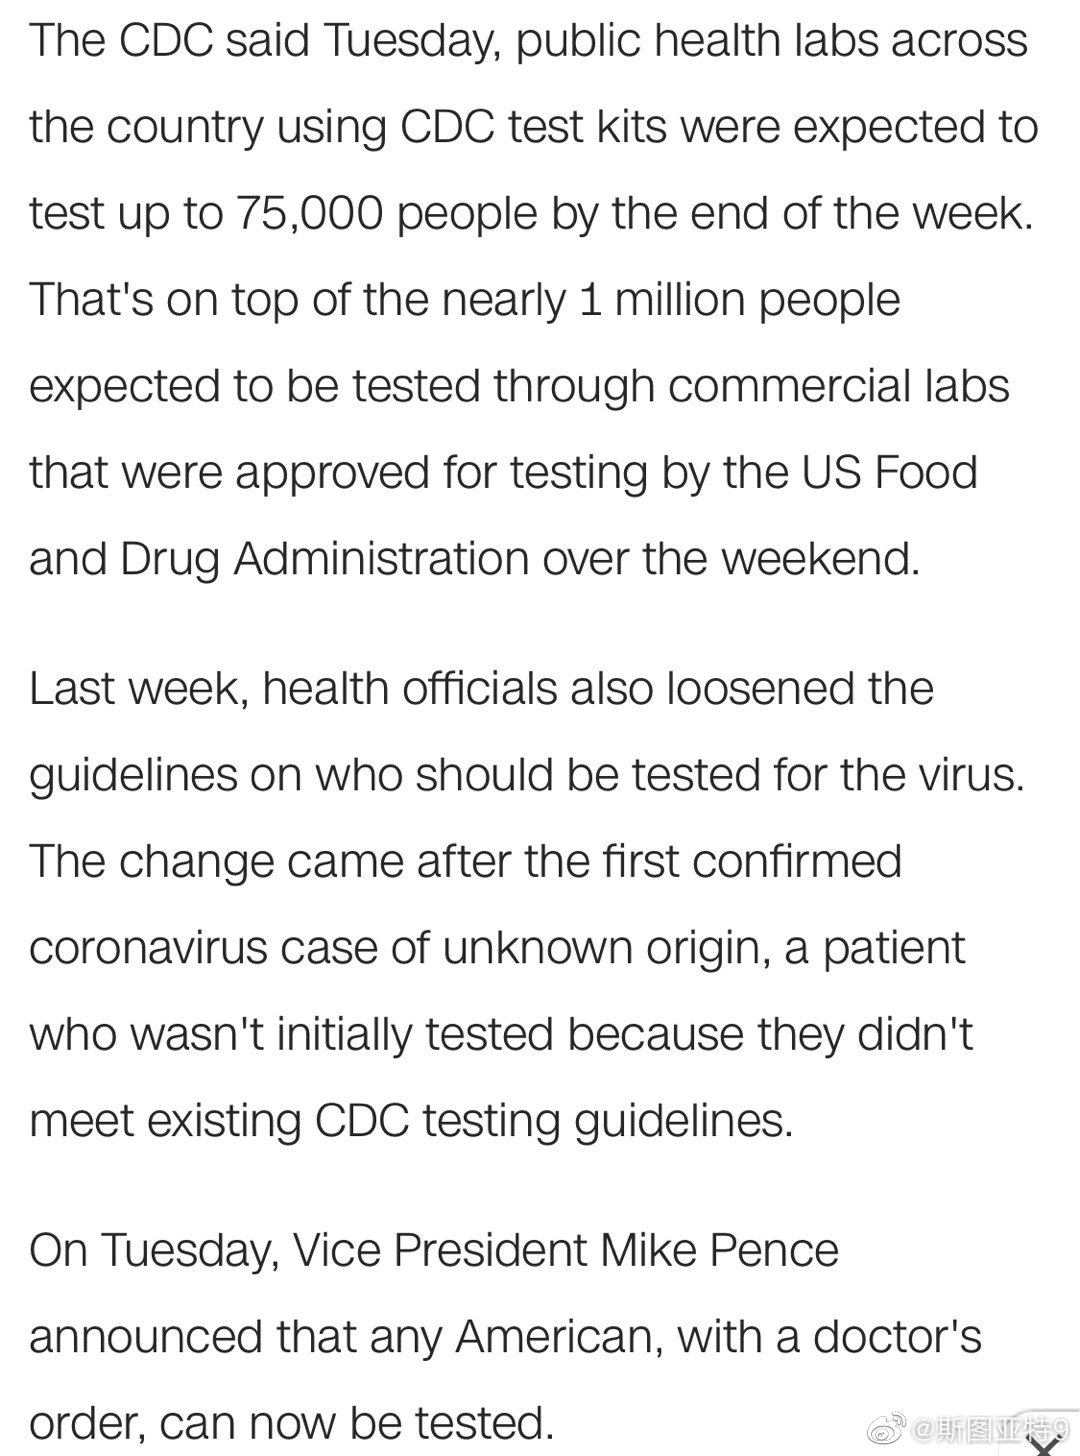 The CDC said Tuesday, public health labs across
the country using CDC test kits were expected to
test up to 75,000 people by the end of the week.
That's on top of the nearly 1 million people
expected to be tested through commercial labs
that were approved for testing by the US Food
and Drug Administration over the weekend.
Last week, health officials also loosened the
guidelines on who should be tested for the virus.
The change came after the first confirmed
coronavirus case of unknown origin, a patient
who wasn't initially tested because they didn't
meet existing CDC testing guidelines.
On Tuesday, Vice President Mike Pence
announced that any American, with a doctor's
order, can now be tested.
@斯图亚特9